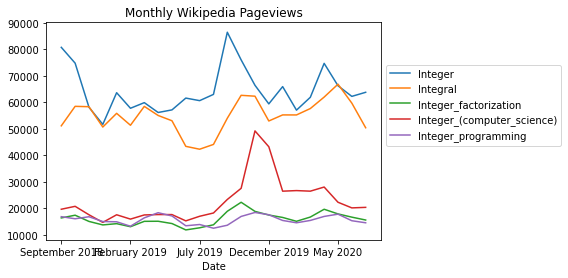 Monthly Wikipedia Pageviews
90000
80000
70000
60000
50000
40000
30000
20000
10000
September 2018
February 2019
July 2019
December 2019
May 2020
Date
Integer
Integral
Integer_factorization
Integer_(computer_science)
Integer_programming